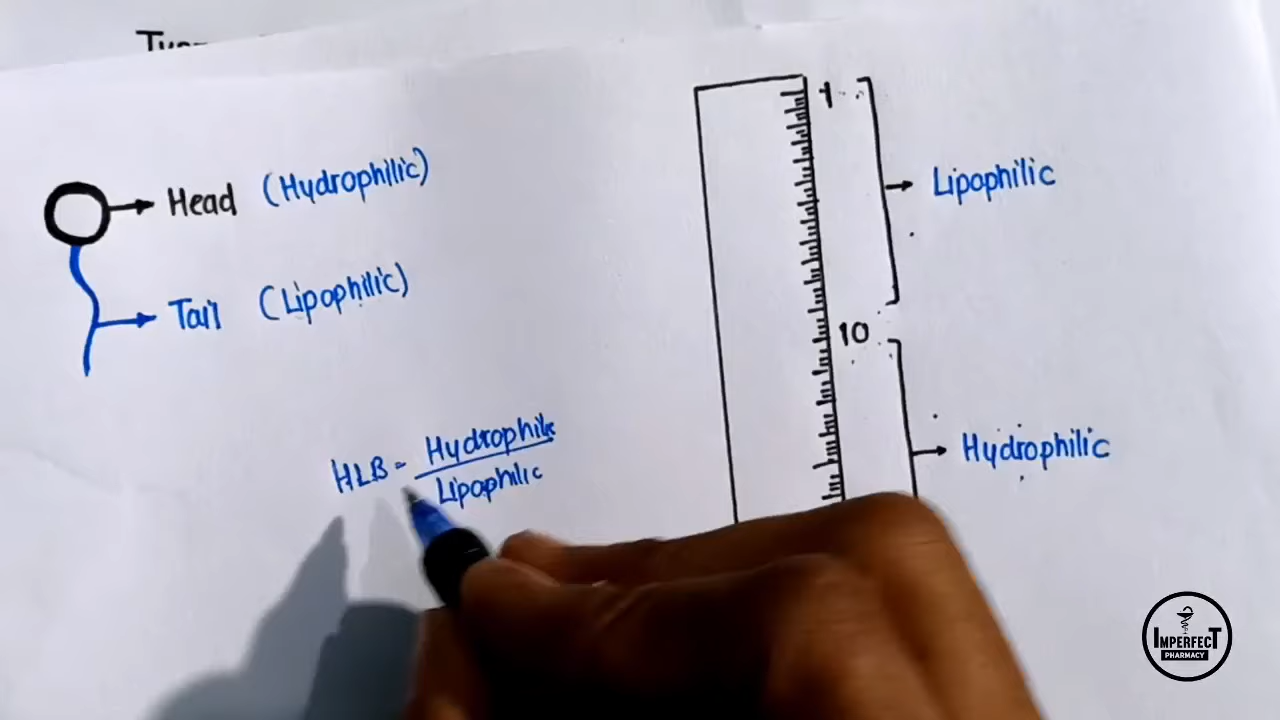 Head (Hydrophilic)
Tail (Lipophilic)
HLB = Hydrophilic
Lipophilic
1
Lipophilic
10
Hydrophilic
IMPERFECT
PHARMACY